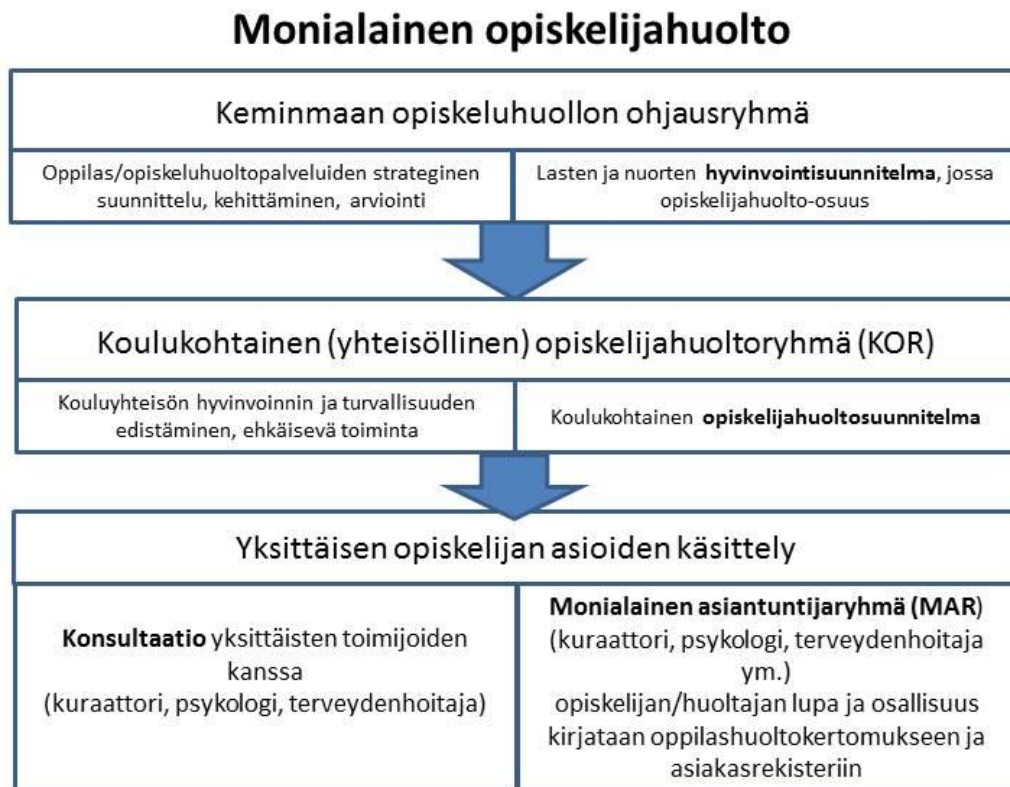 Monialainen opiskelijahuolto
Keminmaan opiskeluhuollon ohjausryhmä
Oppilas/opiskeluhuoltopalveluiden strateginen
suunnittelu, kehittäminen, arviointi
Lasten ja nuorten hyvinvointisuunnitelma, jossa
opiskelijahuolto-osuus
Koulukohtainen (yhteisöllinen) opiskelijahuoltoryhmä (KOR)
Kouluyhteisön hyvinvoinnin ja turvallisuuden
edistäminen, ehkäisevä toiminta
Koulukohtainen opiskelijahuoltosuunnitelma
Yksittäisen opiskelijan asioiden käsittely
Konsultaatio yksittäisten toimijoiden
kanssa
(kuraattori, psykologi, terveydenhoitaja)
Monialainen asiantuntijaryhmä (MAR)
(kuraattori, psykologi, terveydenhoitaja
ym.)
opiskelijan/huoltajan lupa ja osallisuus
kirjataan oppilashuoltokertomukseen ja
asiakasrekisteriin